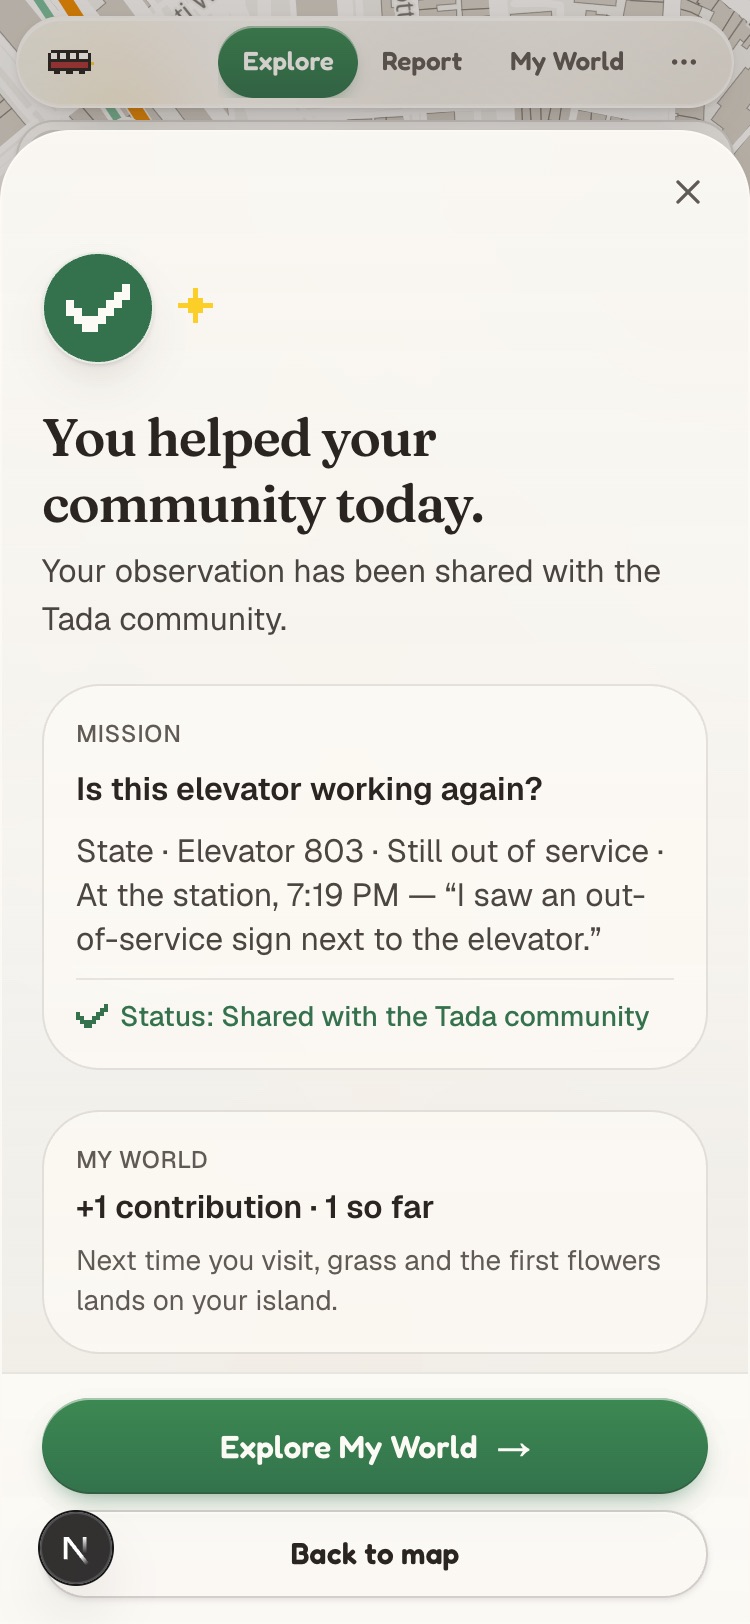 Explore
Report
My World
You helped your
community today.
Your observation has been shared with the
Tada community.
MISSION
Is this elevator working again?
State · Elevator 803 · Still out of service ·
At the station, 7:19 PM — “I saw an out-
of-service sign next to the elevator.”
Status: Shared with the Tada community
MY WORLD
+1 contribution · 1 so far
Next time you visit, grass and the first flowers
lands on your island.
Explore My World →
N
Back to map